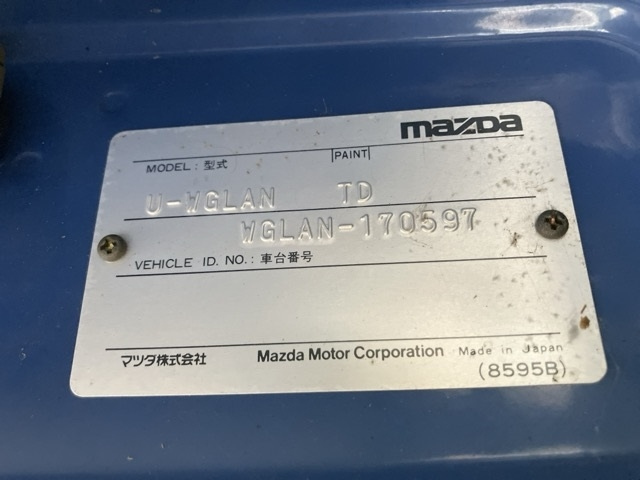 mazda
MODEL : 型式 PAINT
U-WGLAN TD
WGLAN-170597
VEHICLE ID. NO. : 車台番号
マツダ株式会社 Mazda Motor Corporation Made in Japan
(8595B)